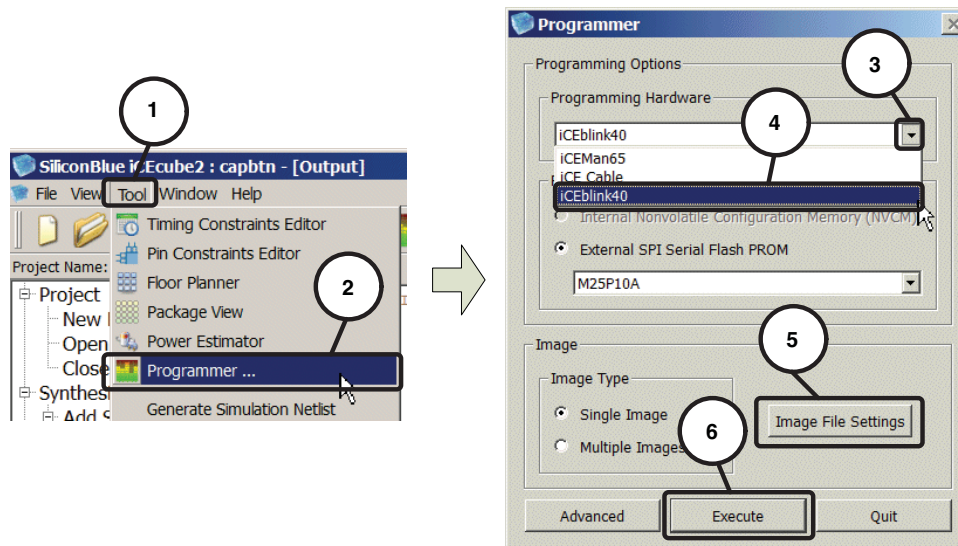 1
SiliconBlue iCEcube2 : capbtn - [Output]
File View Tool Window Help
Timing Constraints Editor
Project Name:
Pin Constraints Editor
Project
Floor Planner
2
New
Package View
Open
Power Estimator
Close
Programmer ...
Synthes
Add S
Generate Simulation Netlist
Programmer
Programming Options
3
Programming Hardware
4
iCEblink40
iCEMan65
iCE Cable
iCEblink40
Internal Nonvolatile Configuration Memory (NVCM)
External SPI Serial Flash PROM
M25P10A
5
Image
Image Type
Single Image
Image File Settings
6
Multiple Images
Advanced Execute Quit